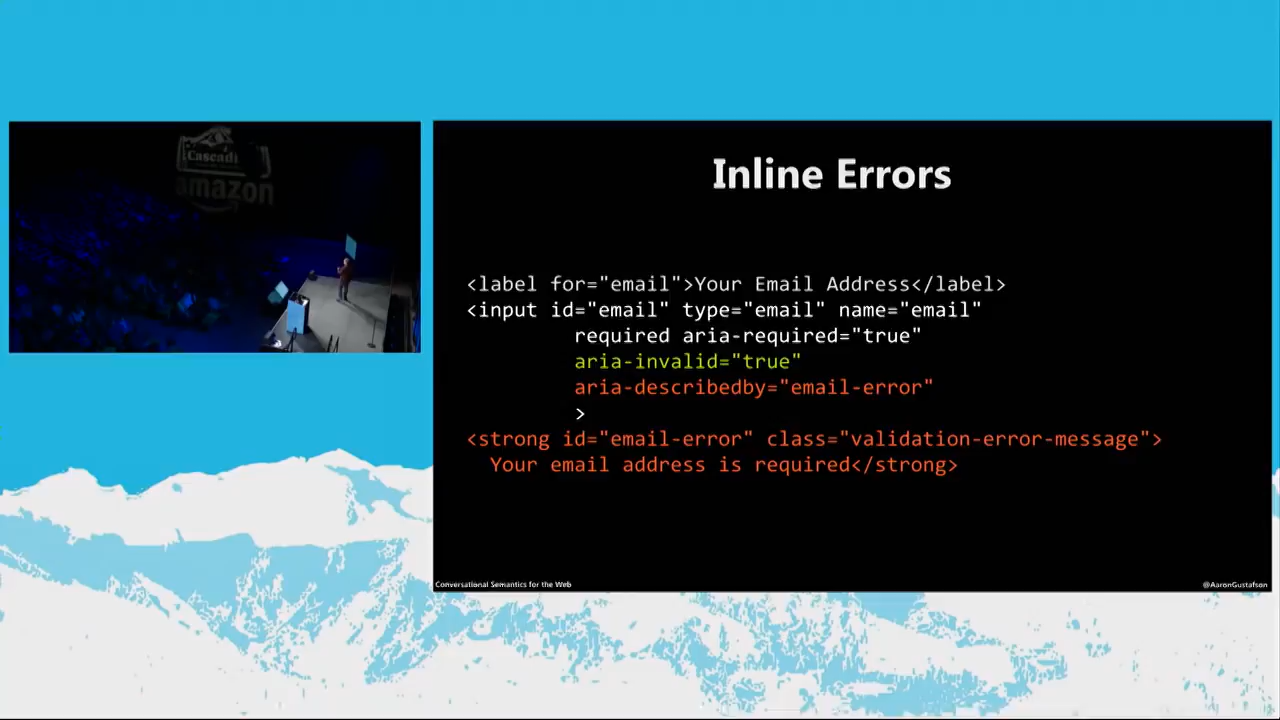 Cascadi
amazon
Inline Errors
<label for="email">Your Email Address</label>
<input id="email" type="email" name="email"
required aria-required="true"
aria-invalid="true"
aria-describedby="email-error"
>
<strong id="email-error" class="validation-error-message">
Your email address is required</strong>
Conversational Semantics for the Web
@AaronGustafson